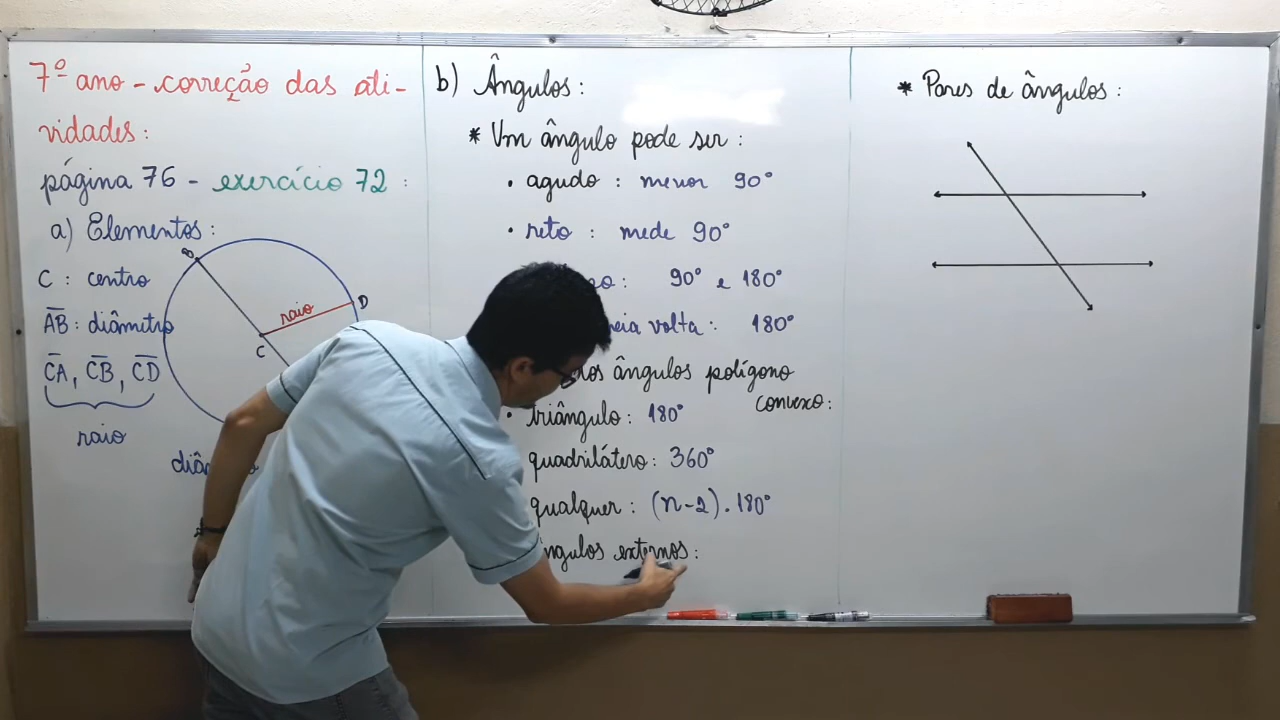 7º ano - correção das ati-
vidades:
página 76 - exercício 72 :
a) Elementos:
C : centro
AB : diâmetro
CA, CB, CD
raio
B
D
raio
C
b) Ângulos:
* Um ângulo pode ser :
• agudo : menor 90°
• reto : mede 90°
90° e 180°
volta : 180°
ângulos polígono
convexo:
• triângulo : 180°
quadrilátero: 360°
qualquer : (n-2).180°
externos :
* Pares de ângulos :